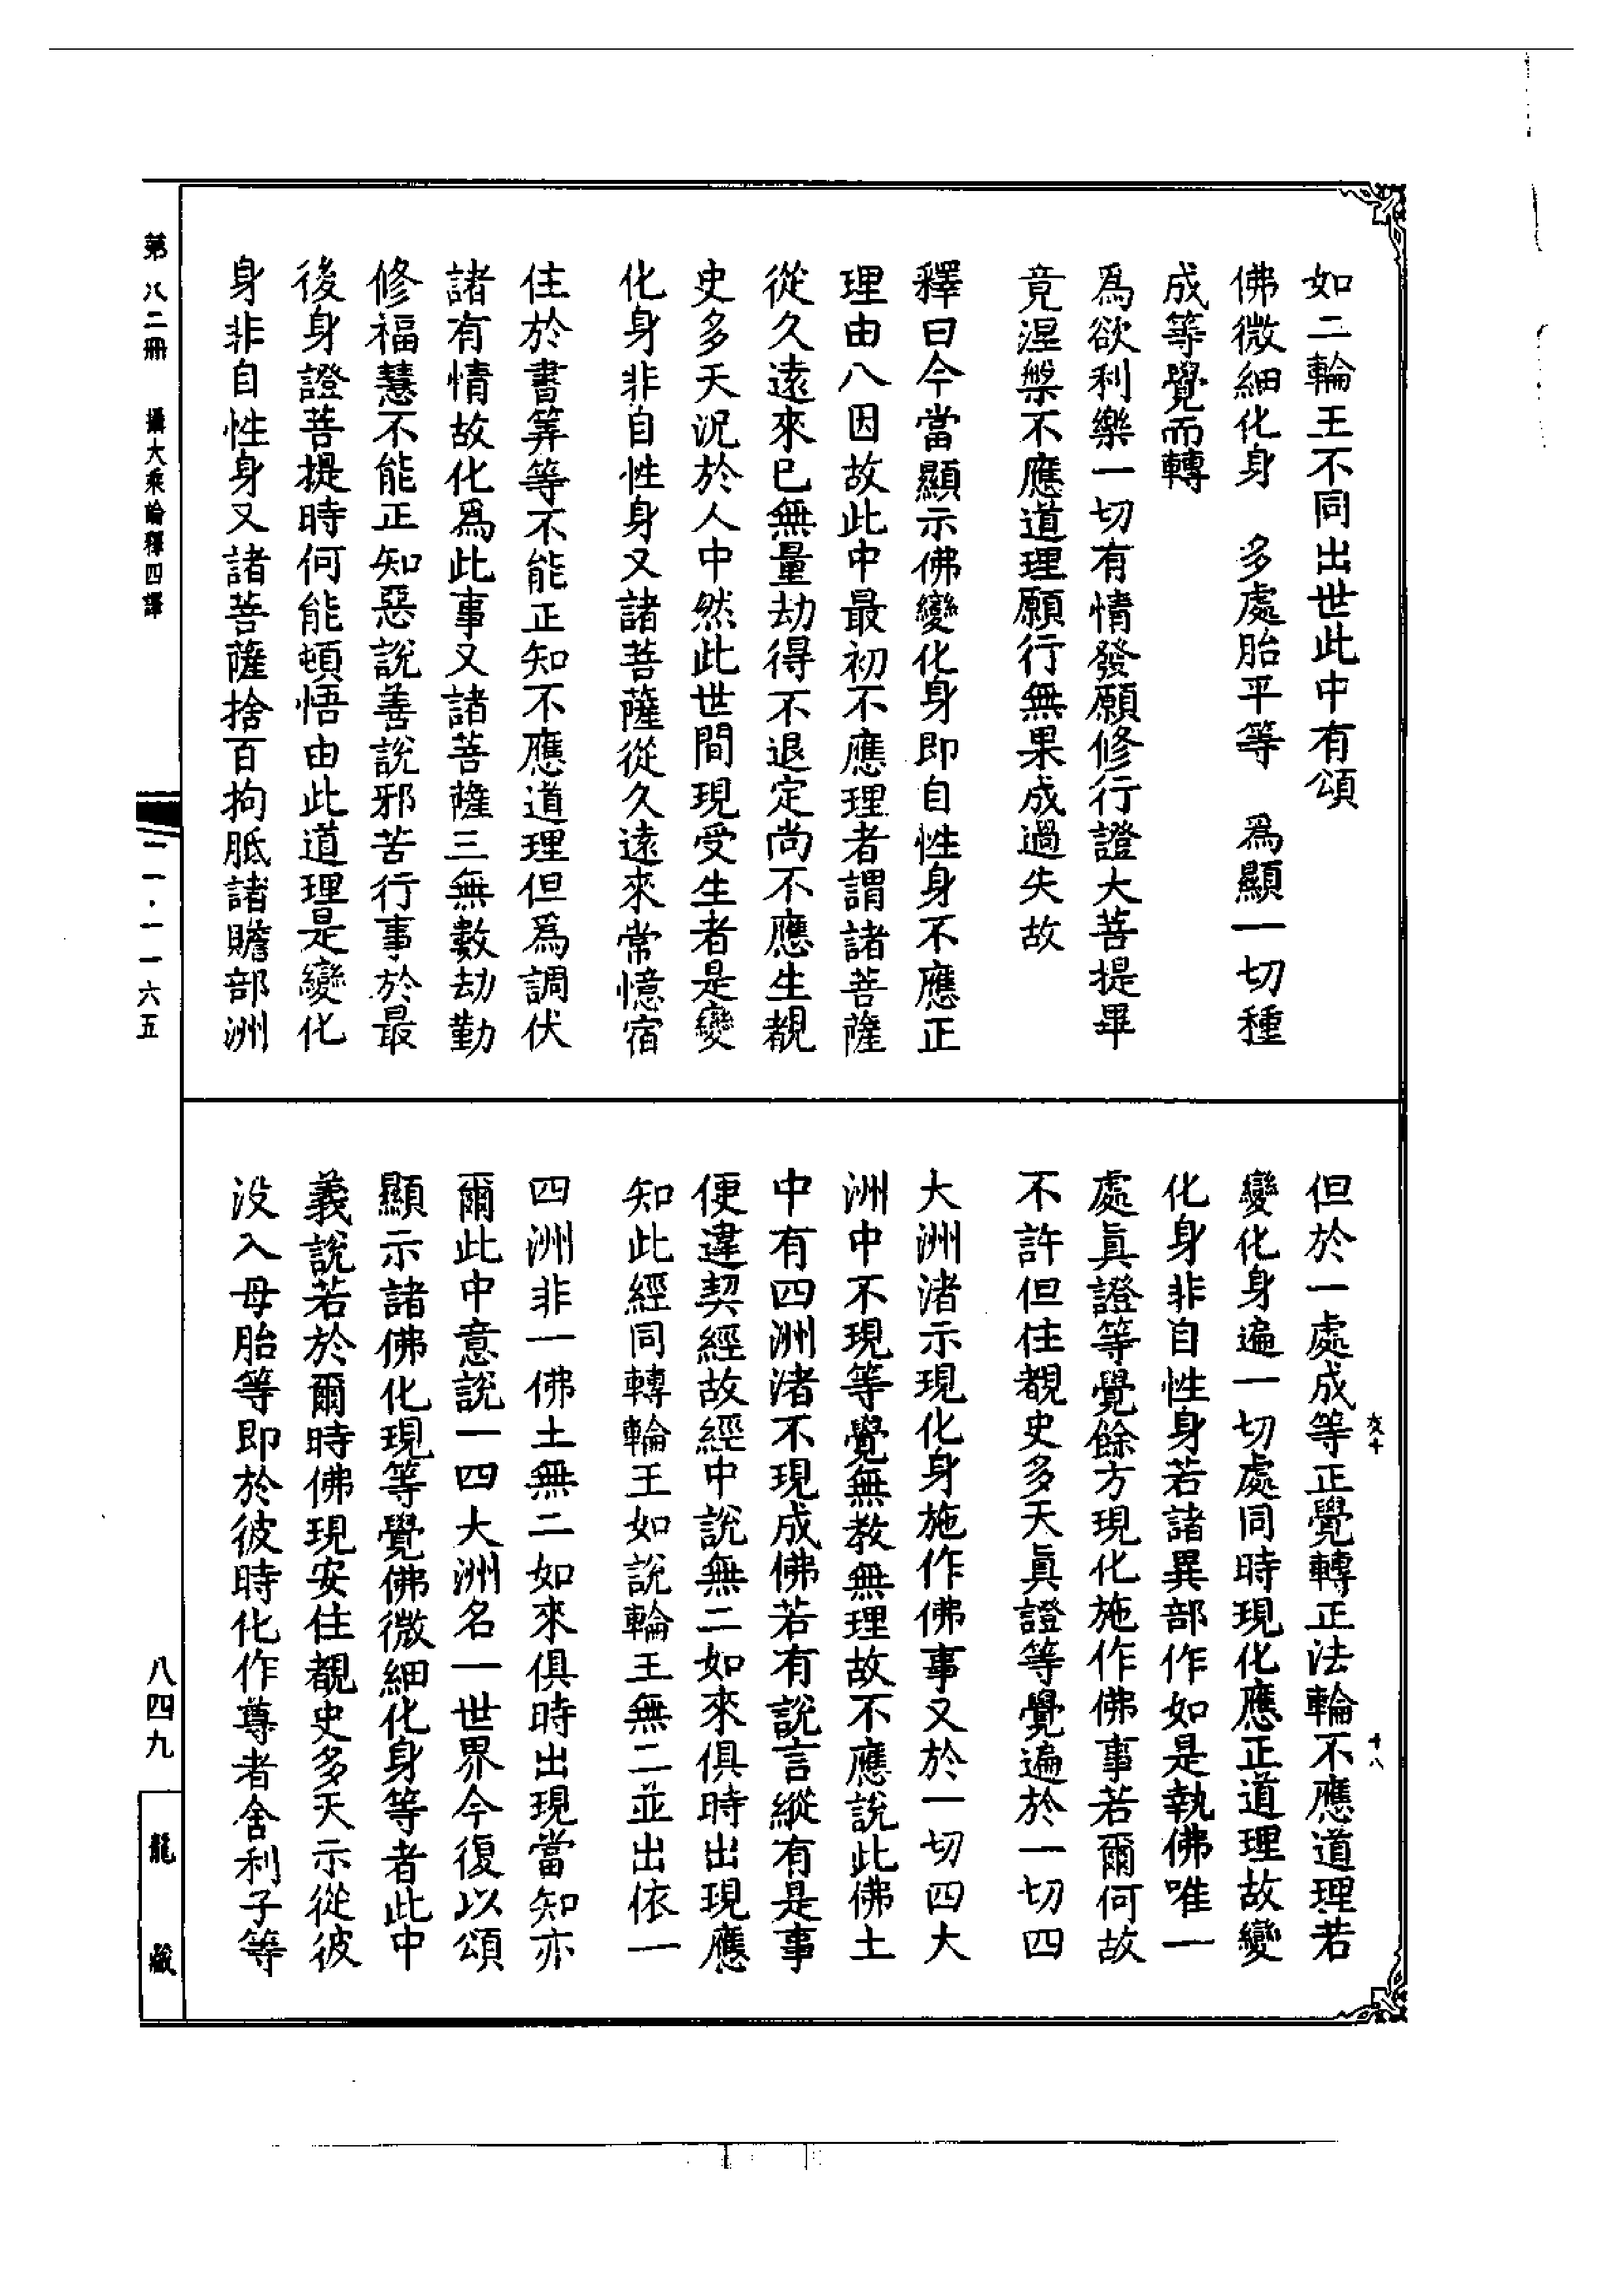 如二輪王不同出世此中有頌
佛微細化身　多處胎平等　為顯一切種
成等覺而轉
為欲利樂一切有情發願修行證大菩提畢
竟涅槃不應道理願行無果成過失故
釋曰今當顯示佛變化身即自性身不應正
理由八因故此中最初不應理者謂諸菩薩
從久遠來已無量劫得不退定尚不應生覩
史多天況於人中然此世間現受生者是變
化身非自性身又諸菩薩從久遠來常憶宿
住於書筭等不能正知不應道理但為調伏
諸有情故化為此事又諸菩薩三無數劫勤
修福慧不能正知惡說善說邪苦行事於最
後身證菩提時何能頓悟由此道理是變化
身非自性身又諸菩薩捨百拘胝諸贍部洲
但於一處成等正覺轉正法輪不應道理若
變化身遍一切處同時現化應正道理故變
化身非自性身若諸異部作如是執佛唯一
處真證等覺餘方現化施作佛事若爾何故
不許但住覩史多天真證等覺遍於一切四
大洲渚示現化身施作佛事又於一切四大
洲中不現等覺無教無理故不應說此佛土
中有四洲渚不現成佛若有說言縱有是事
便違契經故經中說無二如來俱時出現應
知此經同轉輪王如說輪王無二並出依一
四洲非一佛土無二如來俱時出現當知亦
爾此中意說一四大洲名一世界今復以頌
顯示諸佛化現等覺佛微細化身等者此中
義說若於爾時佛現安住覩史多天示從彼
沒入母胎等即於彼時化作尊者舍利子等
十八
第八二冊　攝大乘論釋四譯
二一·一一六五
八四九
龍藏